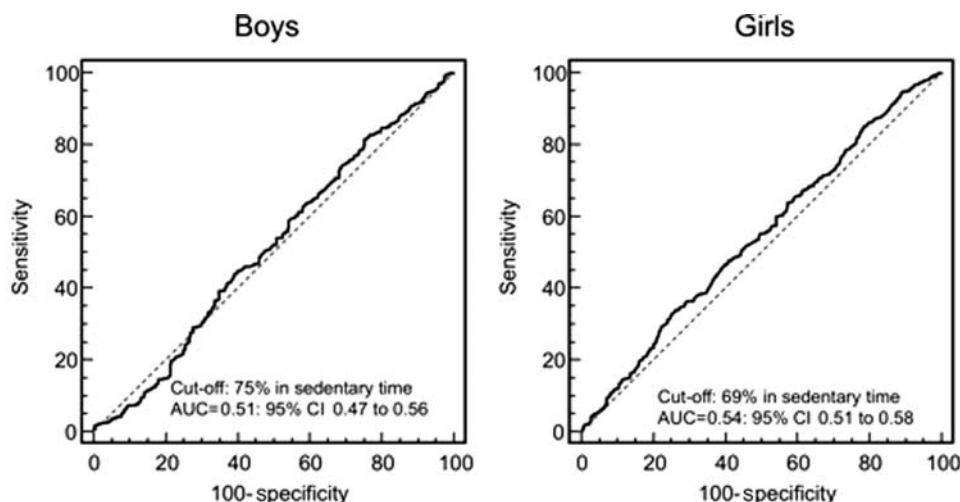 Boys
100
80
60
40
20
0
Sensitivity
Cut-off: 75% in sedentary time
AUC=0.51: 95% CI 0.47 to 0.56
0 20 40 60 80 100
100-specificity
Girls
100
80
60
40
20
0
Sensitivity
Cut-off: 69% in sedentary time
AUC=0.54: 95% CI 0.51 to 0.58
0 20 40 60 80 100
100-specificity